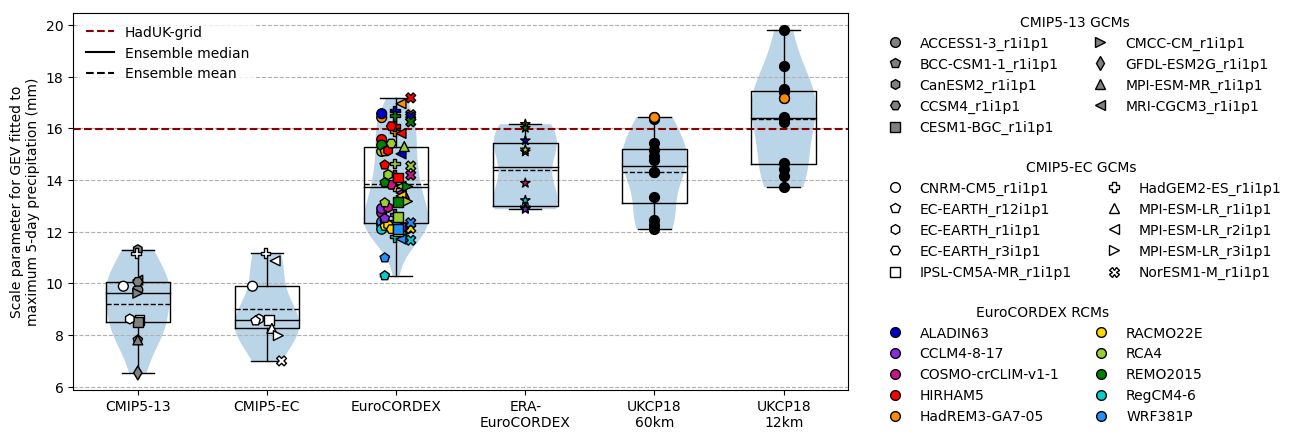 Scale parameter for GEV fitted to
maximum 5-day precipitation (mm)
20
18
16
14
12
10
8
6
HadUK-grid
Ensemble median
Ensemble mean
CMIP5-13
CMIP5-EC
EuroCORDEX
ERA-
EuroCORDEX
UKCP18
60km
UKCP18
12km
CMIP5-13 GCMs
ACCESS1-3_r1i1p1
BCC-CSM1-1_r1i1p1
CanESM2_r1i1p1
CCSM4_r1i1p1
CESM1-BGC_r1i1p1
CMCC-CM_r1i1p1
GFDL-ESM2G_r1i1p1
MPI-ESM-MR_r1i1p1
MRI-CGCM3_r1i1p1
CMIP5-EC GCMs
CNRM-CM5_r1i1p1
EC-EARTH_r12i1p1
EC-EARTH_r1i1p1
EC-EARTH_r3i1p1
IPSL-CM5A-MR_r1i1p1
HadGEM2-ES_r1i1p1
MPI-ESM-LR_r1i1p1
MPI-ESM-LR_r2i1p1
MPI-ESM-LR_r3i1p1
NorESM1-M_r1i1p1
EuroCORDEX RCMs
ALADIN63
CCLM4-8-17
COSMO-crCLIM-v1-1
HIRHAM5
HadREM3-GA7-05
RACMO22E
RCA4
REMO2015
RegCM4-6
WRF381P